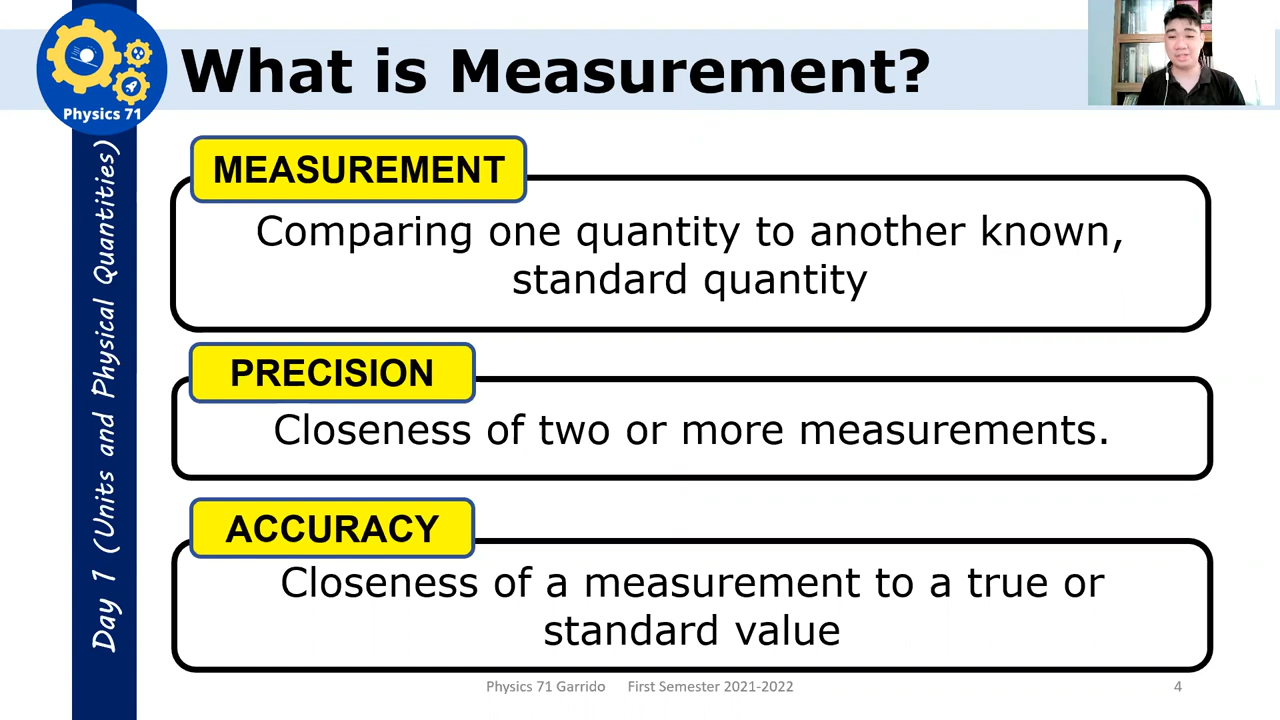 What is Measurement?
Physics 71
Day 1 (Units and Physical Quantities)
MEASUREMENT
Comparing one quantity to another known,
standard quantity
PRECISION
Closeness of two or more measurements.
ACCURACY
Closeness of a measurement to a true or
standard value
Physics 71 Garrido First Semester 2021-2022 4